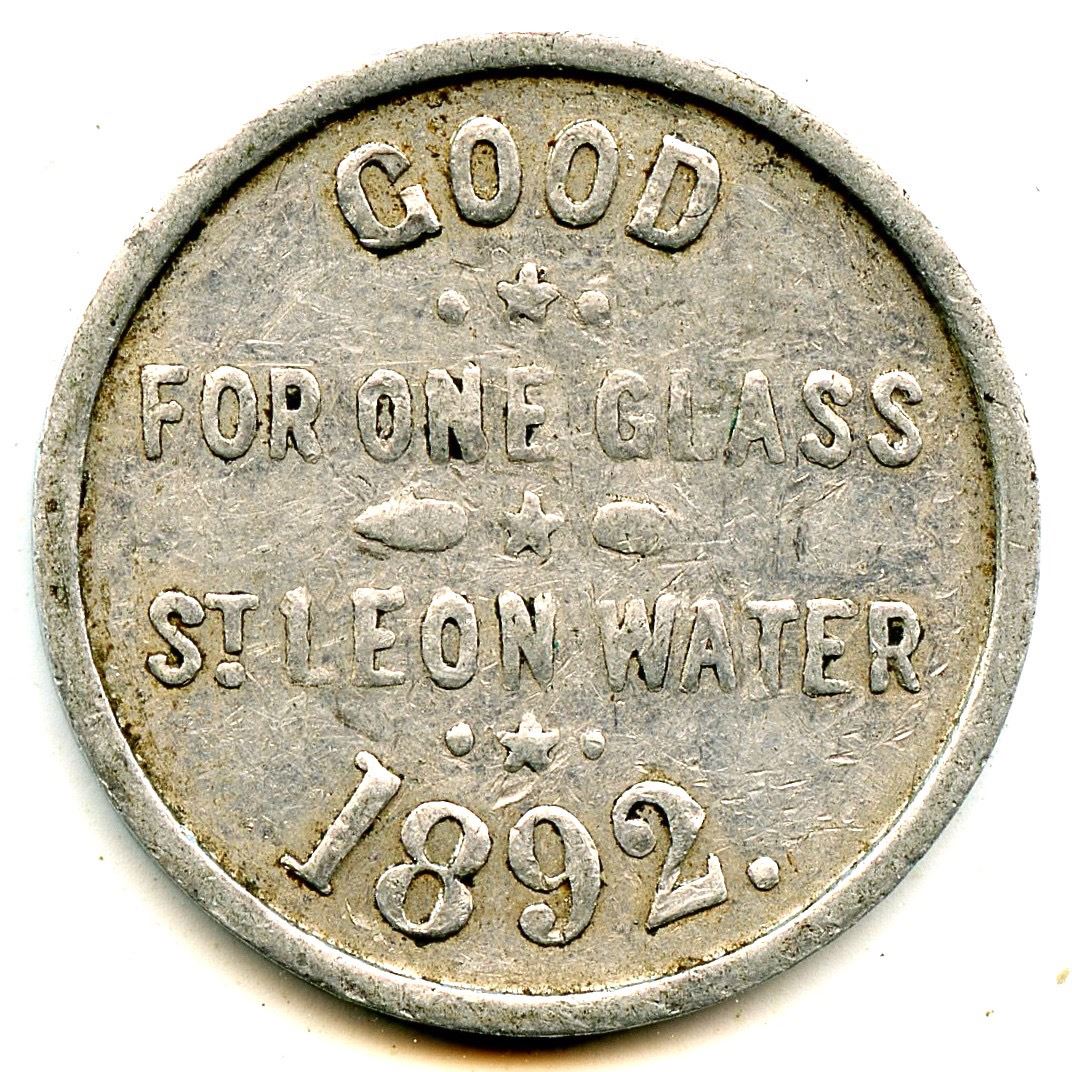 GOOD
FOR ONE GLASS
ST. LEON WATER
1892.